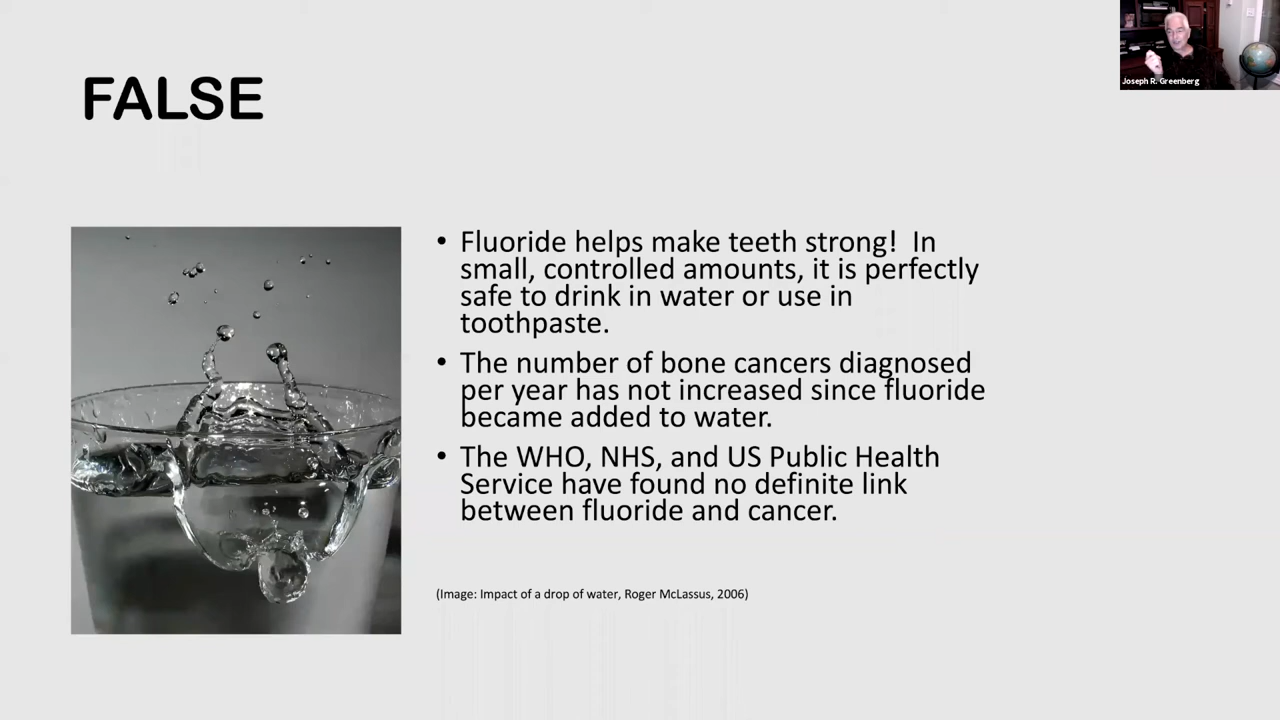 Joseph R. Greenberg
FALSE
• Fluoride helps make teeth strong!  In
small, controlled amounts, it is perfectly
safe to drink in water or use in
toothpaste.
• The number of bone cancers diagnosed
per year has not increased since fluoride
became added to water.
• The WHO, NHS, and US Public Health
Service have found no definite link
between fluoride and cancer.
(Image: Impact of a drop of water, Roger McLassus, 2006)